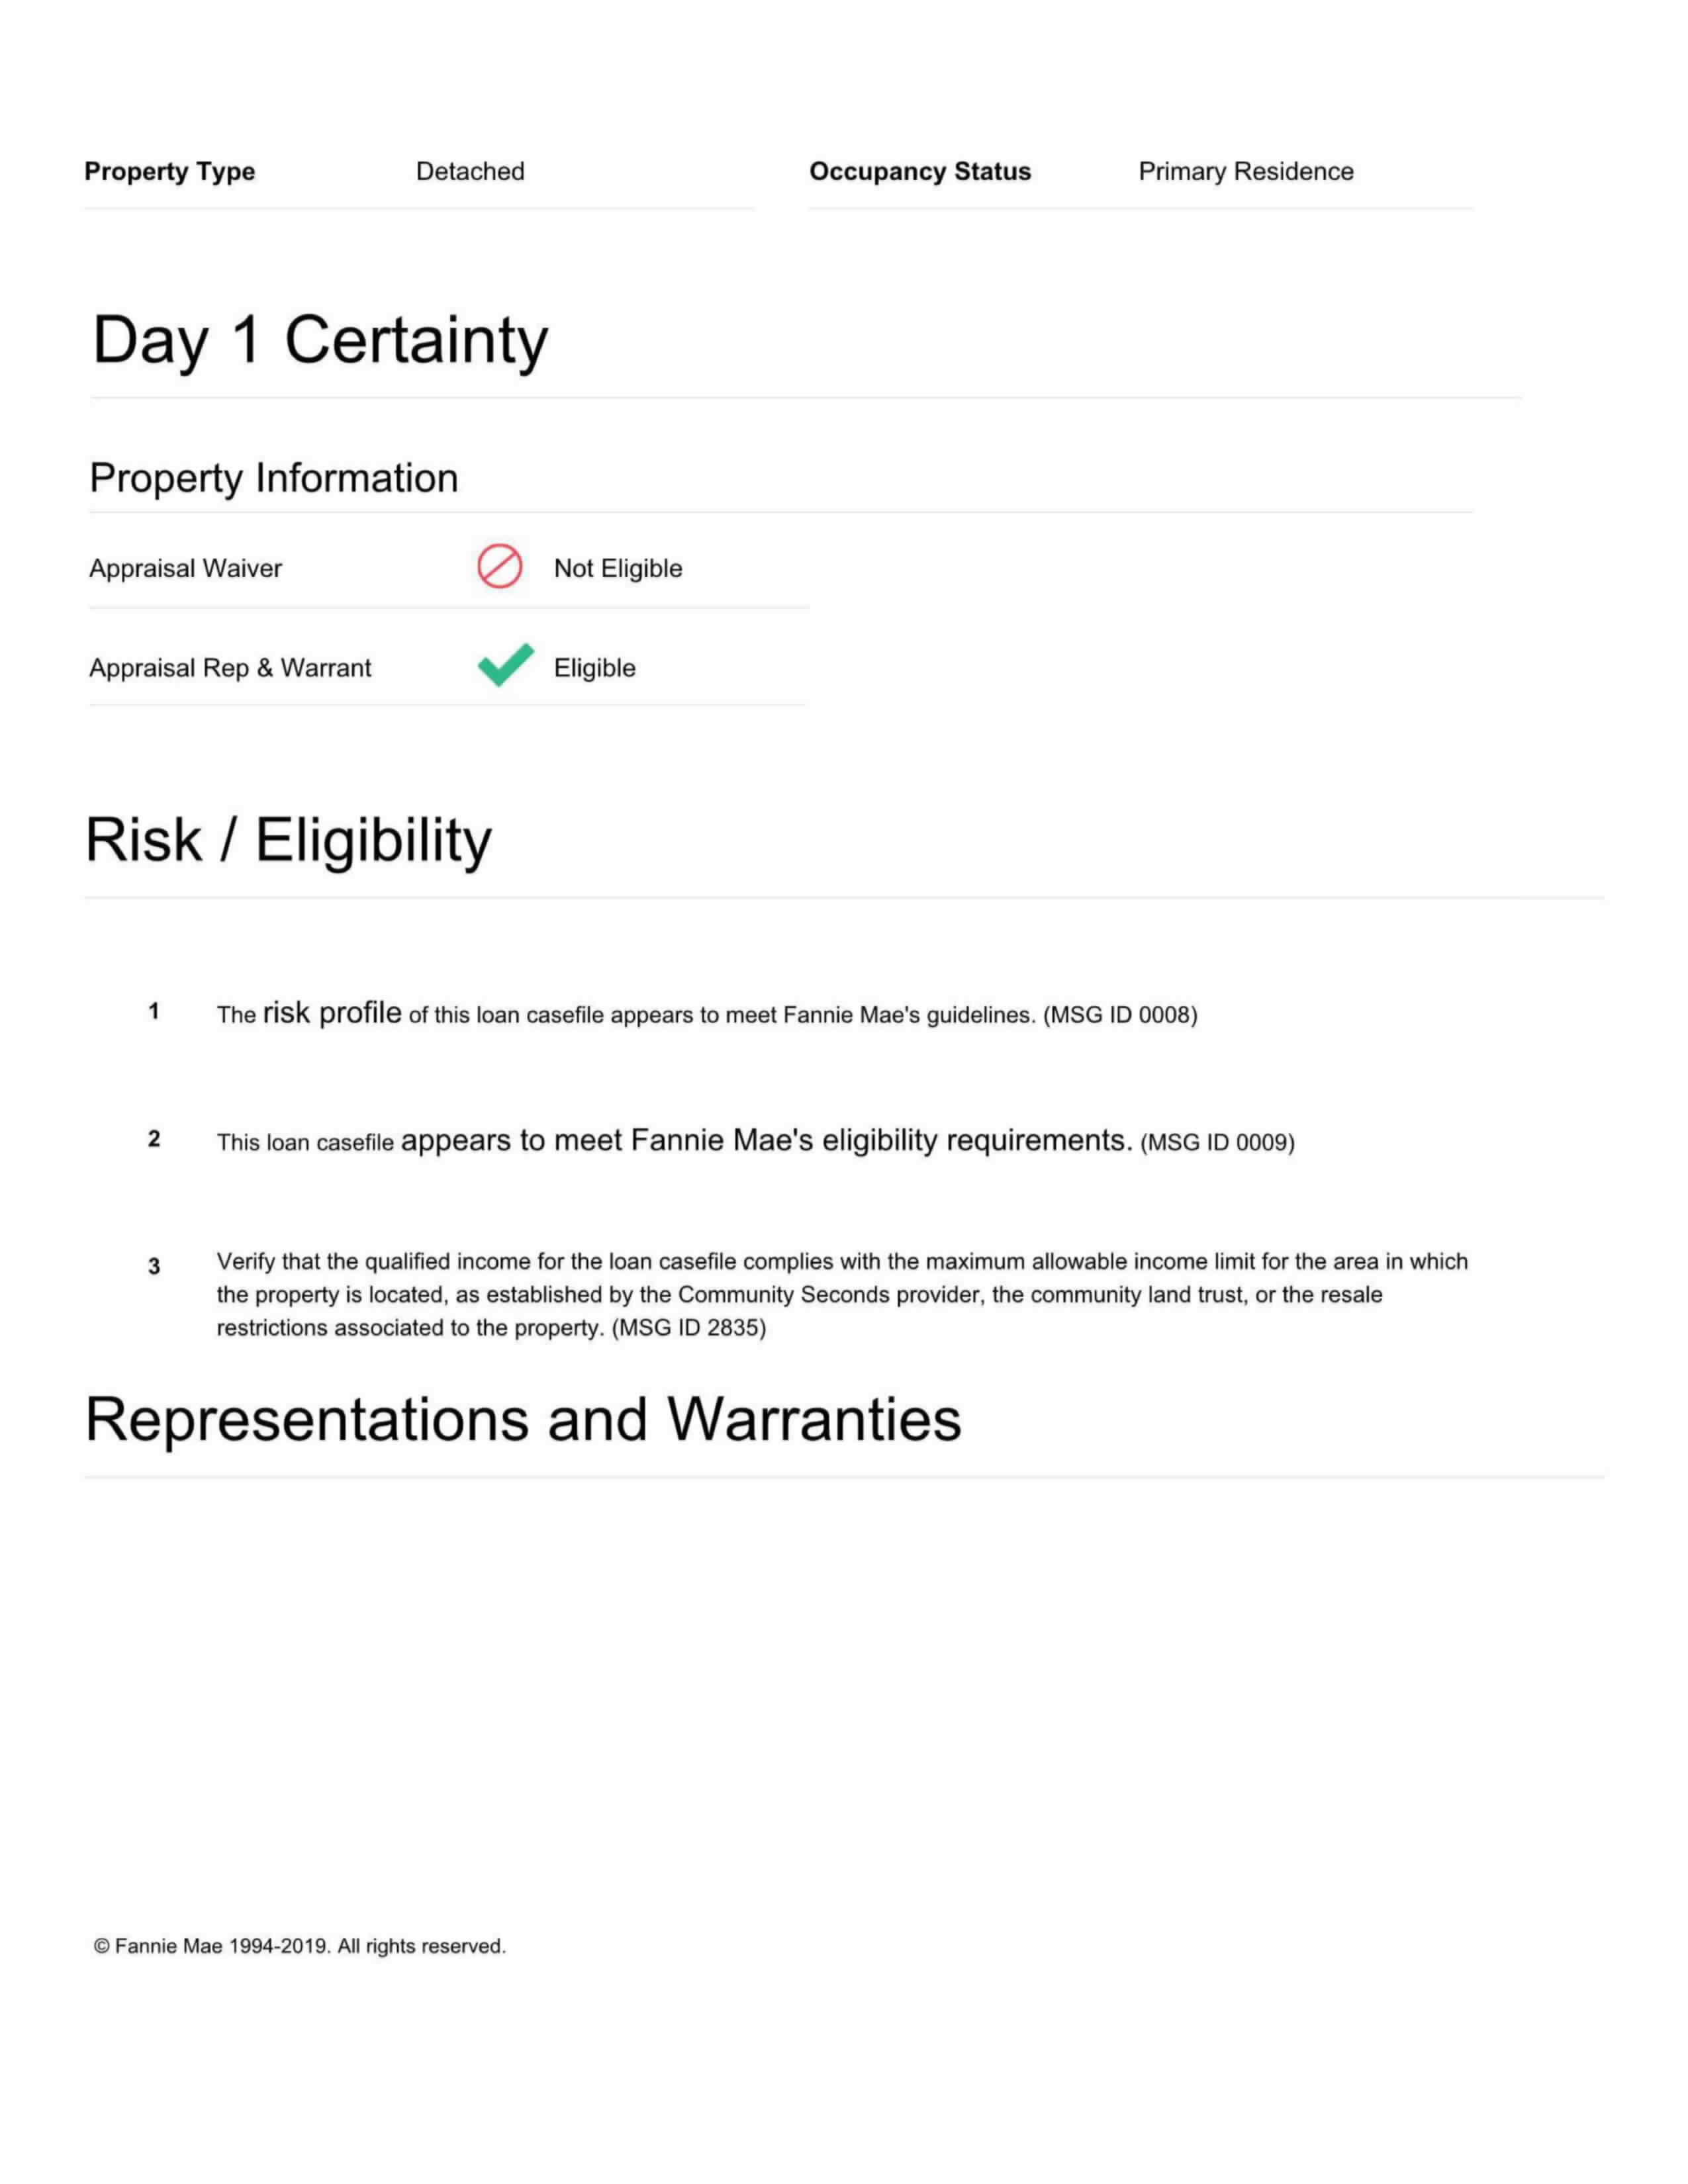 Property Type Detached Occupancy Status Primary Residence
Day 1 Certainty
Property Information
Appraisal Waiver Not Eligible
Appraisal Rep & Warrant Eligible
Risk / Eligibility
1 The risk profile of this loan casefile appears to meet Fannie Mae's guidelines. (MSG ID 0008)
2 This loan casefile appears to meet Fannie Mae's eligibility requirements. (MSG ID 0009)
3 Verify that the qualified income for the loan casefile complies with the maximum allowable income limit for the area in which
the property is located, as established by the Community Seconds provider, the community land trust, or the resale
restrictions associated to the property. (MSG ID 2835)
Representations and Warranties
© Fannie Mae 1994-2019. All rights reserved.